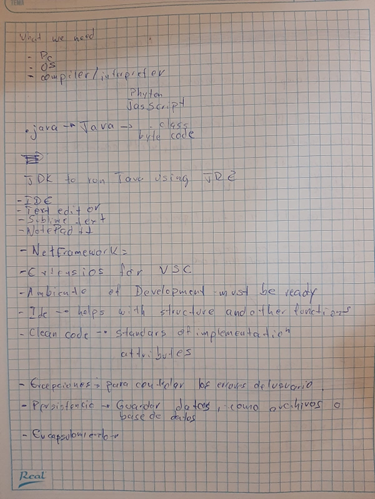 What we need
- PC
- OS
- compiler/interpreter
Phyton
JasScript
.java → Java → class
byte code
JDK to run Java using JRE
- IDE
- Text editor
- Sublime text
- NotePad ++
- NetFramework:
- Extensios for VSC
- Ambiente of Development must be ready
- Ide → helps with structure and other functions
- Clean code → standars of implementation
attributes
- Excepciones → para controlar los errores del usuario.
- Persistencia → Guardar datos, como archivos o
base de datos
- Encapsulamiento
Real